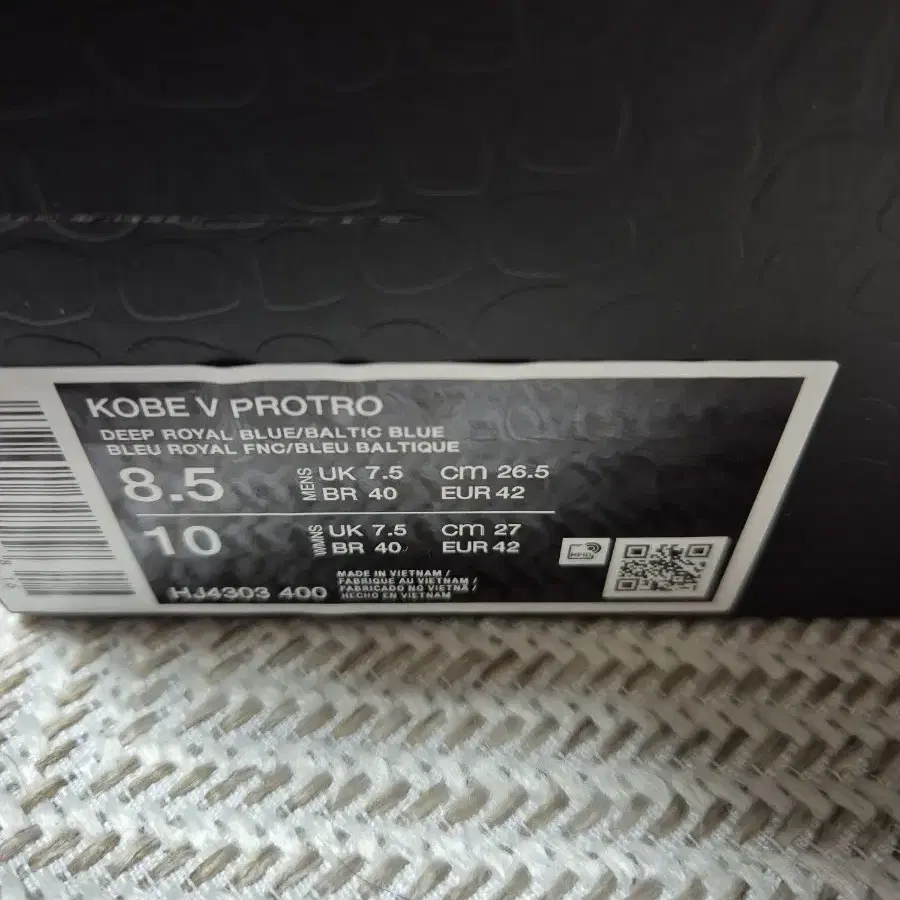 KOBE V PROTRO
DEEP ROYAL BLUE/BALTIC BLUE
BLEU ROYAL FNC/BLEU BALTIQUE
8.5 MENS UK 7.5 CM 26.5
BR 40 EUR 42
10 WMNS UK 7.5 CM 27
BR 40 EUR 42
HJ4303 400
MADE IN VIETNAM /
FABRIQUE AU VIETNAM /
FABRICADO NO VIETNÃ /
HECHO EN VIETNAM
RFID